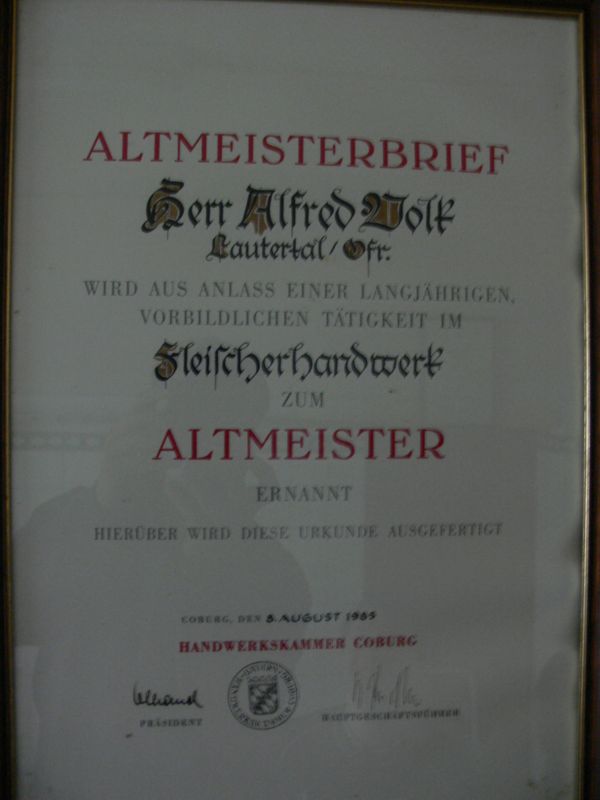 ALTMEISTERBRIEF
Herr Alfred Volk
Lautertal/Ofr.
WIRD AUS ANLASS EINER LANGJÄHRIGEN,
VORBILDLICHEN TÄTIGKEIT IM
Fleischerhandwerk
ZUM
ALTMEISTER
ERNANNT
HIERÜBER WIRD DIESE URKUNDE AUSGEFERTIGT
COBURG, DEN 8. AUGUST 1985
HANDWERKSKAMMER COBURG
PRÄSIDENT
HAUPTGESCHÄFTSFÜHRER